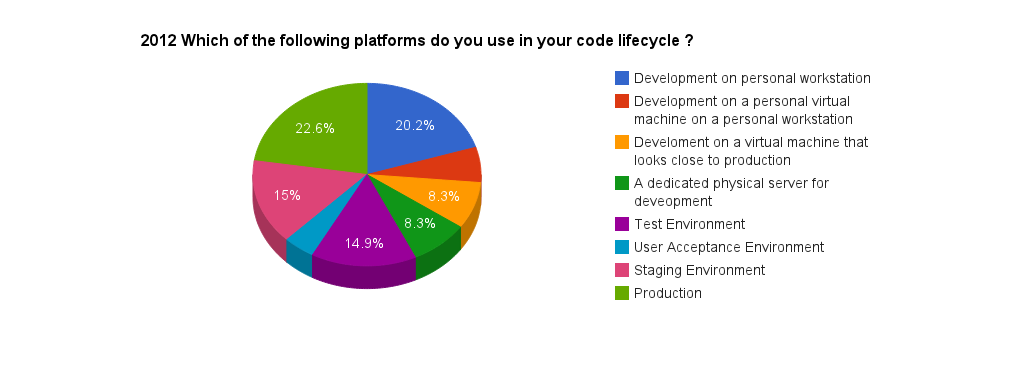 2012 Which of the following platforms do you use in your code lifecycle ?
22.6%
20.2%
15%
8.3%
8.3%
14.9%
Development on personal workstation
Development on a personal virtual
machine on a personal workstation
Develoment on a virtual machine that
looks close to production
A dedicated physical server for
deveopment
Test Environment
User Acceptance Environment
Staging Environment
Production